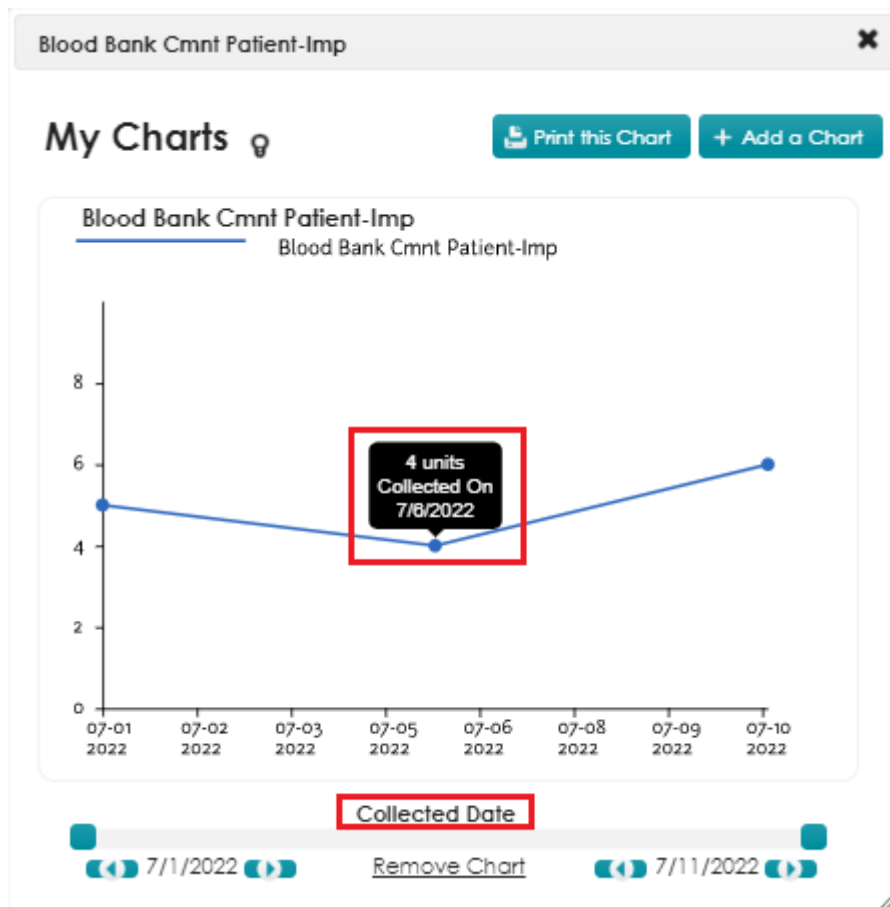 Blood Bank Cmnt Patient-Imp
My Charts
Print this Chart
+ Add a Chart
Blood Bank Cmnt Patient-Imp
Blood Bank Cmnt Patient-Imp
8
6
4
2
0
4 units
Collected On
7/6/2022
07-01 07-02 07-03 07-05 07-06 07-08 07-09 07-10
2022 2022 2022 2022 2022 2022 2022 2022
Collected Date
7/1/2022 Remove Chart 7/11/2022